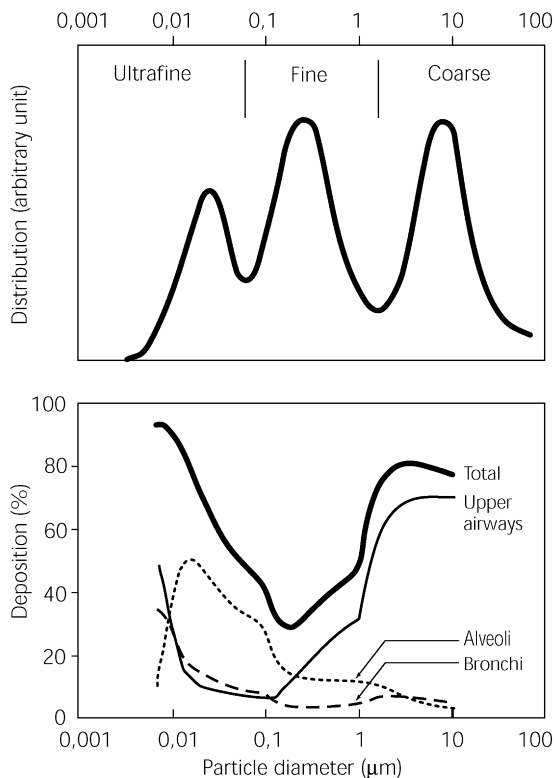 0,001 0,01 0,1 1 10 100
Ultrafine Fine Coarse
Distribution (arbitrary unit)
100
80
60
40
20
0
Deposition (%)
Total
Upper
airways
Alveoli
Bronchi
0,001 0,01 0,1 1 10 100
Particle diameter (µm)